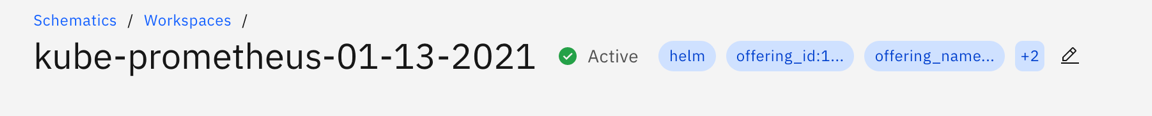 Schematics / Workspaces /
kube-prometheus-01-13-2021 Active helm offering_id:1... offering_name... +2